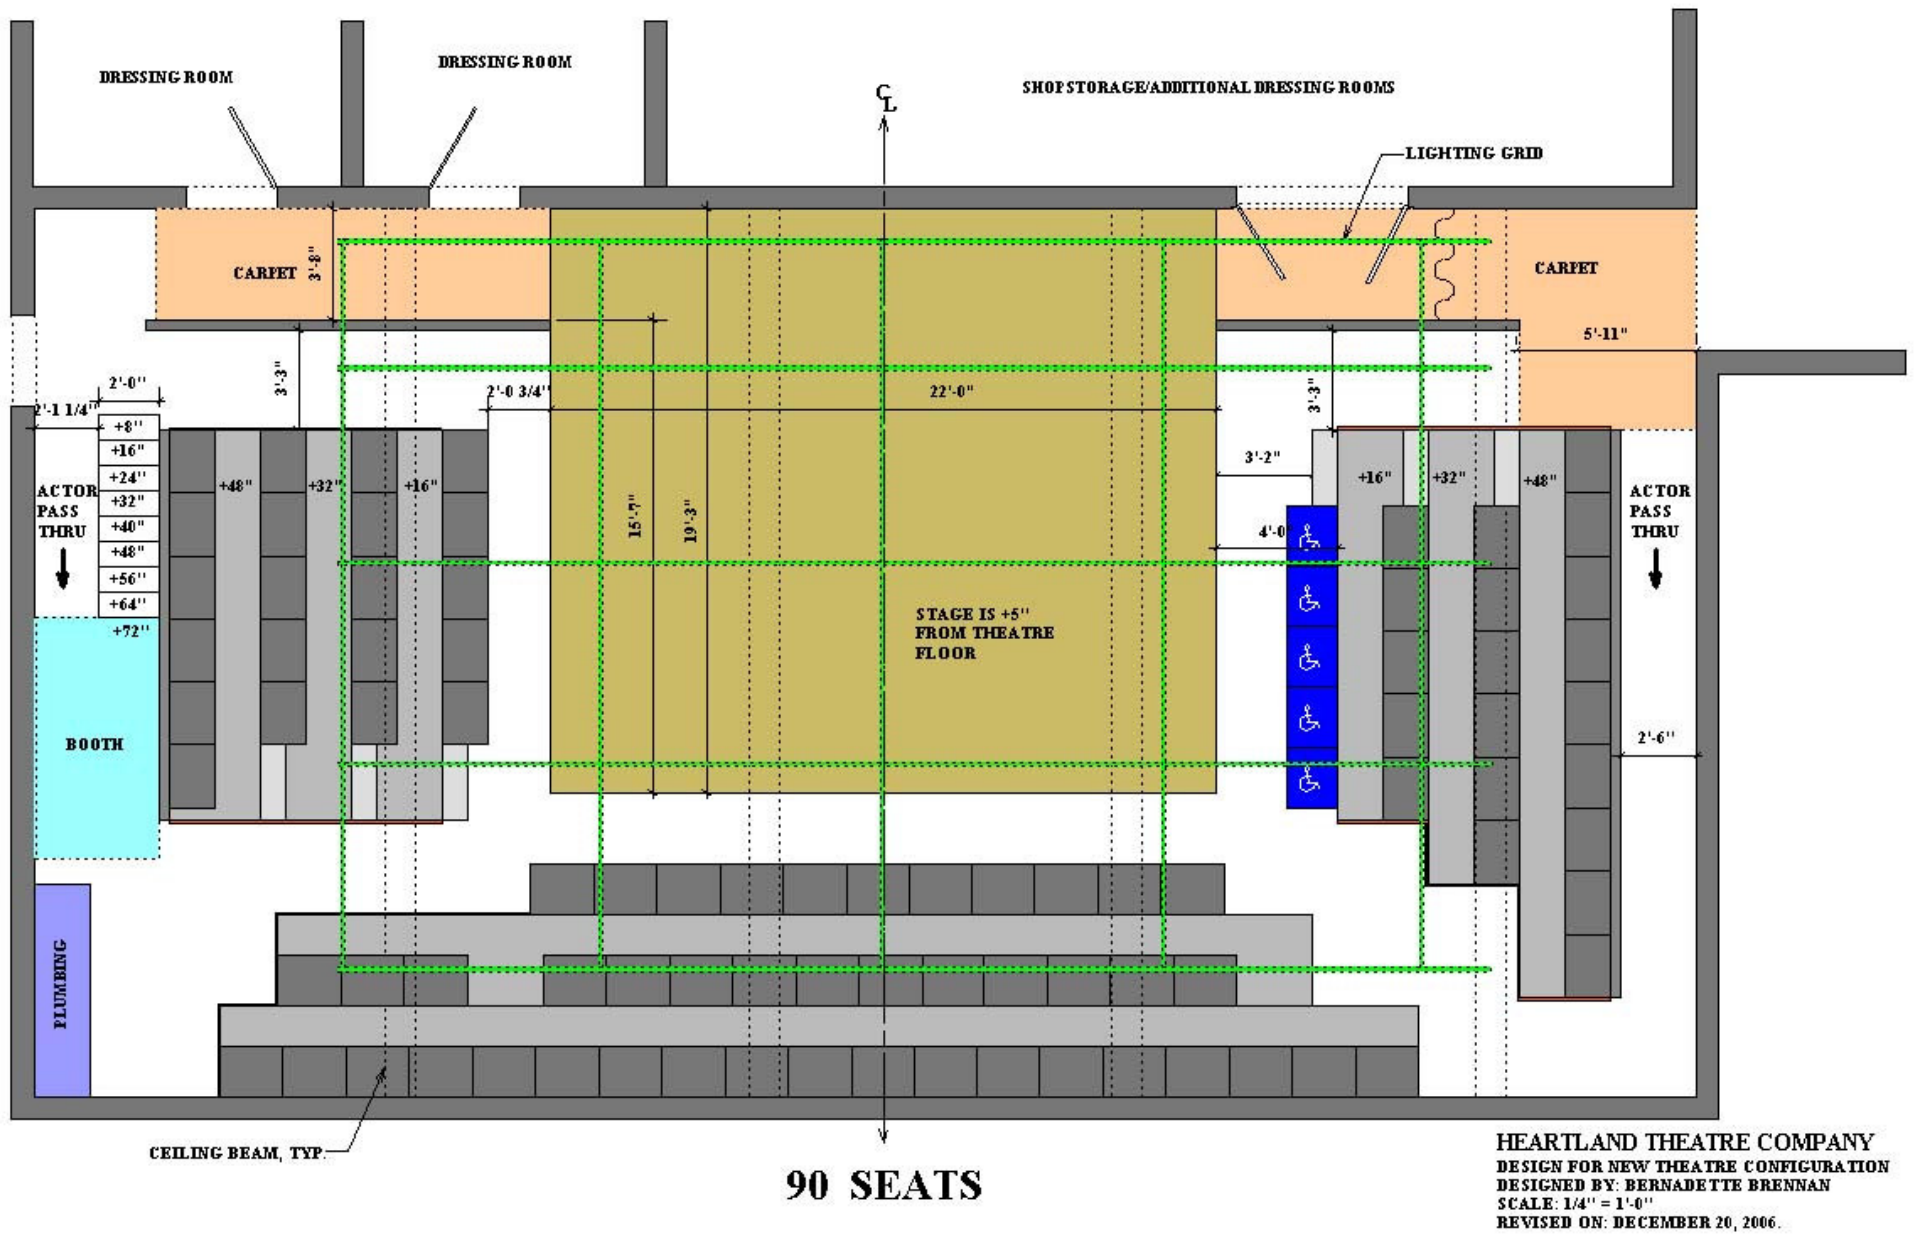 DRESSING ROOM
DRESSING ROOM
SHOP STORAGE/ADDITIONAL DRESSING ROOMS
CL
LIGHTING GRID
CARPET
3'-8"
CARPET
5'-11"
3'-3"
2'-0"
2'-1 1/4"
2'-0 3/4"
22'-0"
3'-3"
+8"
+16"
+24"
+32"
+40"
+48"
+56"
+64"
+72"
ACTOR
PASS
THRU
+48"
+32"
+16"
15'-7"
19'-3"
3'-2"
4'-0
+16"
+32"
+48"
ACTOR
PASS
THRU
STAGE IS +5"
FROM THEATRE
FLOOR
BOOTH
2'-6"
PLUMBING
CEILING BEAM, TYP.
90 SEATS
HEARTLAND THEATRE COMPANY
DESIGN FOR NEW THEATRE CONFIGURATION
DESIGNED BY: BERNADETTE BRENNAN
SCALE: 1/4" = 1'-0"
REVISED ON: DECEMBER 20, 2006.